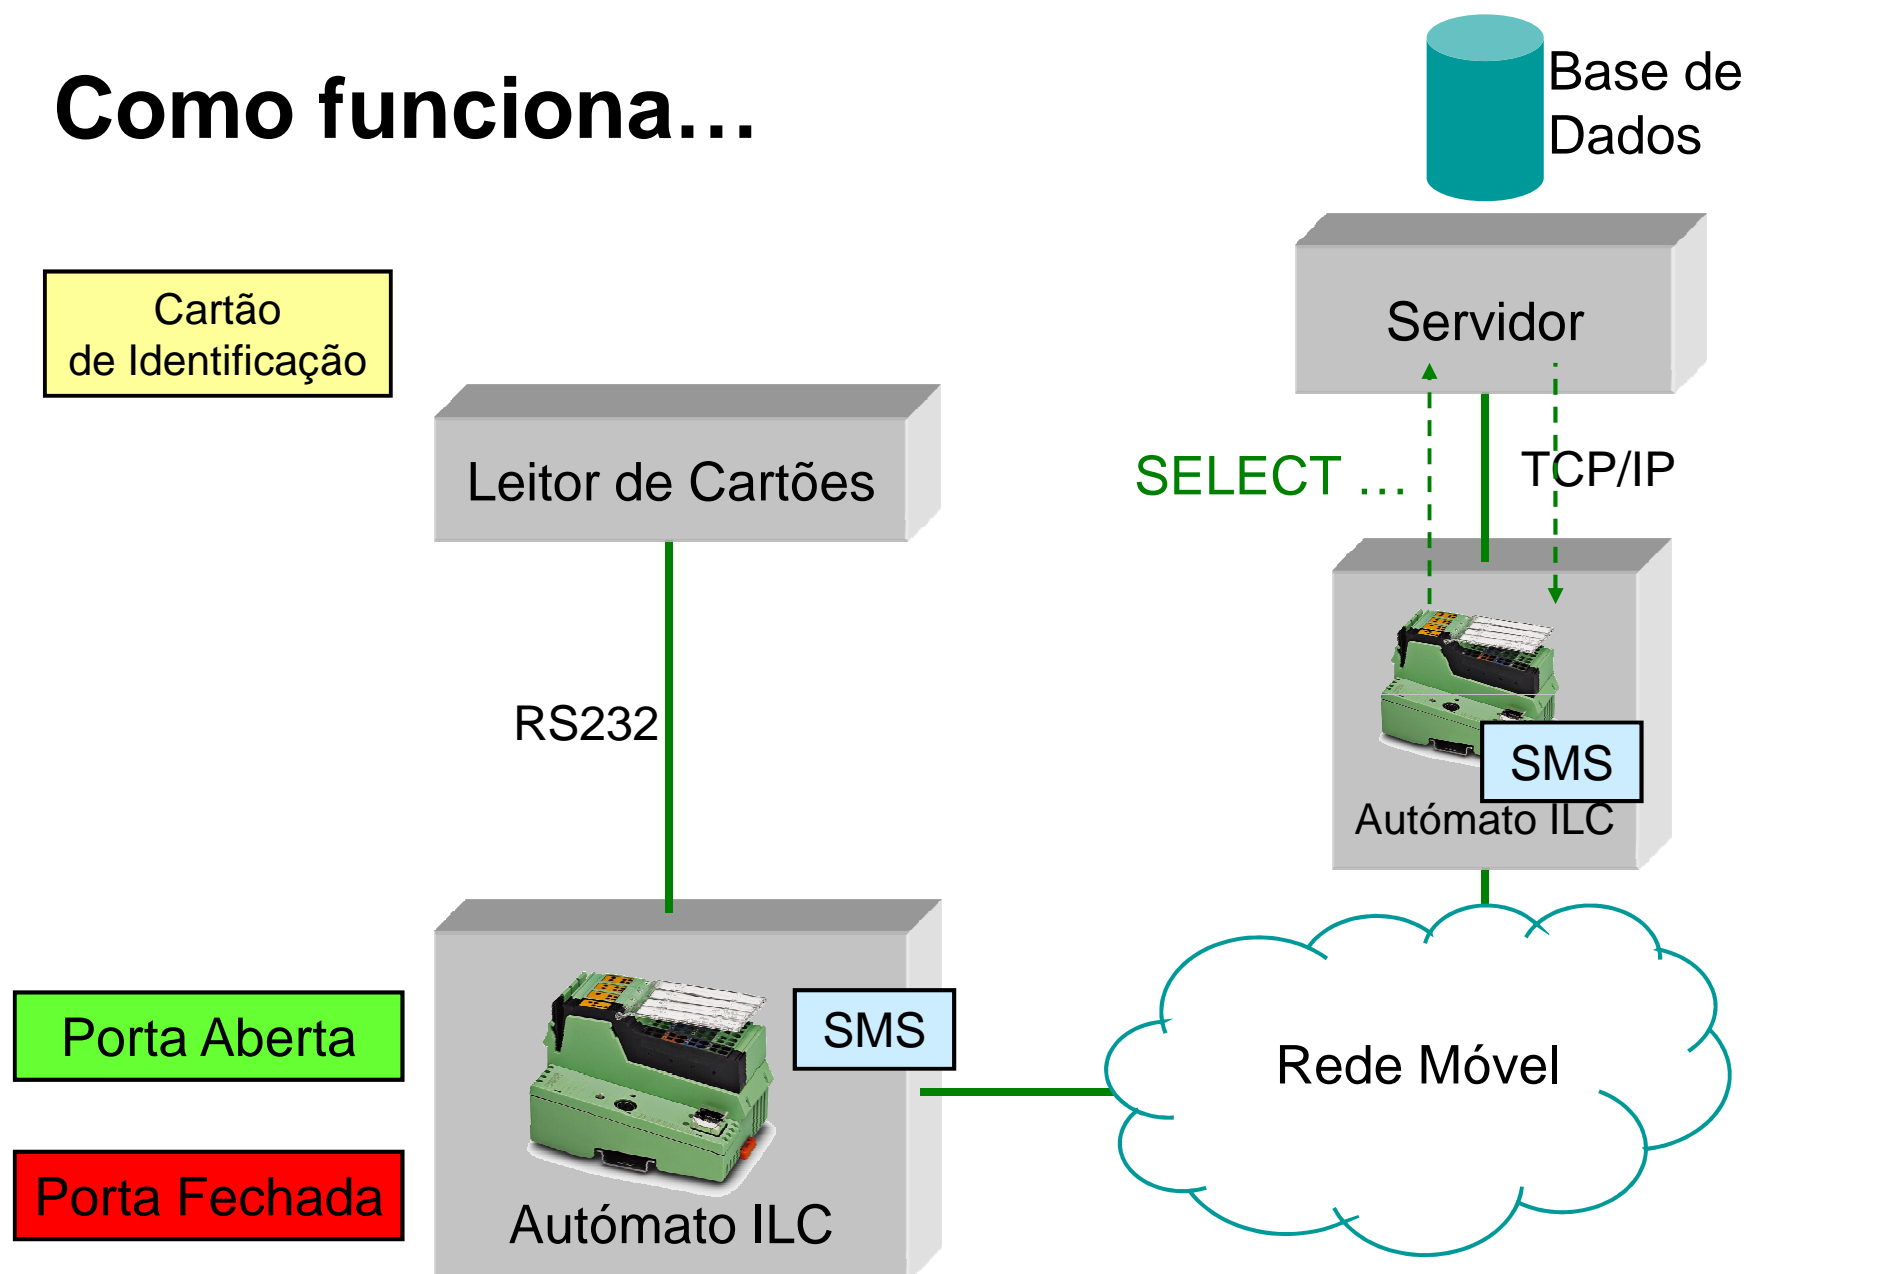 Como funciona…
Base de
Dados
Cartão
de Identificação
Servidor
Leitor de Cartões
SELECT …
TCP/IP
RS232
SMS
Autómato ILC
Porta Aberta
SMS
Rede Móvel
Porta Fechada
Autómato ILC